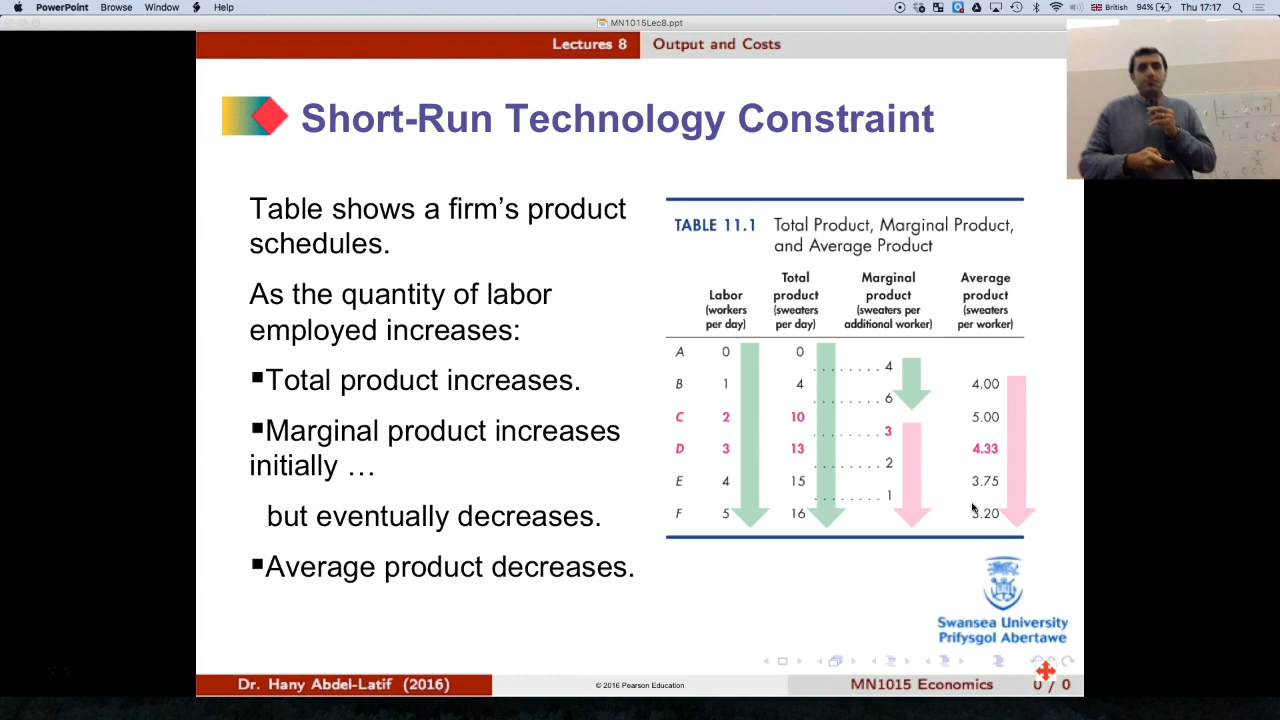 PowerPoint Browse Window Help
94% British Thu 17:17
MN1015Lec8.ppt
Lectures 8 Output and Costs
Short-Run Technology Constraint
Table shows a firm's product
schedules.
As the quantity of labor
employed increases:
▪Total product increases.
▪Marginal product increases
initially …
but eventually decreases.
▪Average product decreases.
TABLE 11.1 Total Product, Marginal Product,
and Average Product
Labor
(workers
per day)
Total
product
(sweaters
per day)
Marginal
product
(sweaters per
additional worker)
Average
product
(sweaters
per worker)
A 0 0
. . . . . . . . 4
B 1 4 4.00
. . . . . . . . 6
C 2 10 5.00
. . . . . . . . 3
D 3 13 4.33
. . . . . . . . 2
E 4 15 3.75
. . . . . . . . 1
F 5 16 3.20
Swansea University
Prifysgol Abertawe
Dr. Hany Abdel-Latif (2016) © 2016 Pearson Education MN1015 Economics 0 / 0